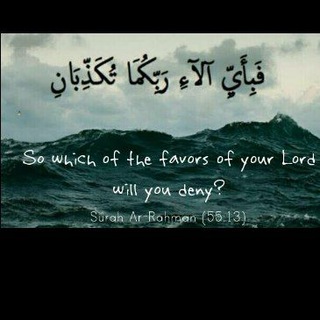 فَبِأَيِّ آلَاءِ رَبِّكُمَا تُكَذِّبَانِ
So which of the favors of your Lord
will you deny?
Surah Ar-Rahman (55:13)